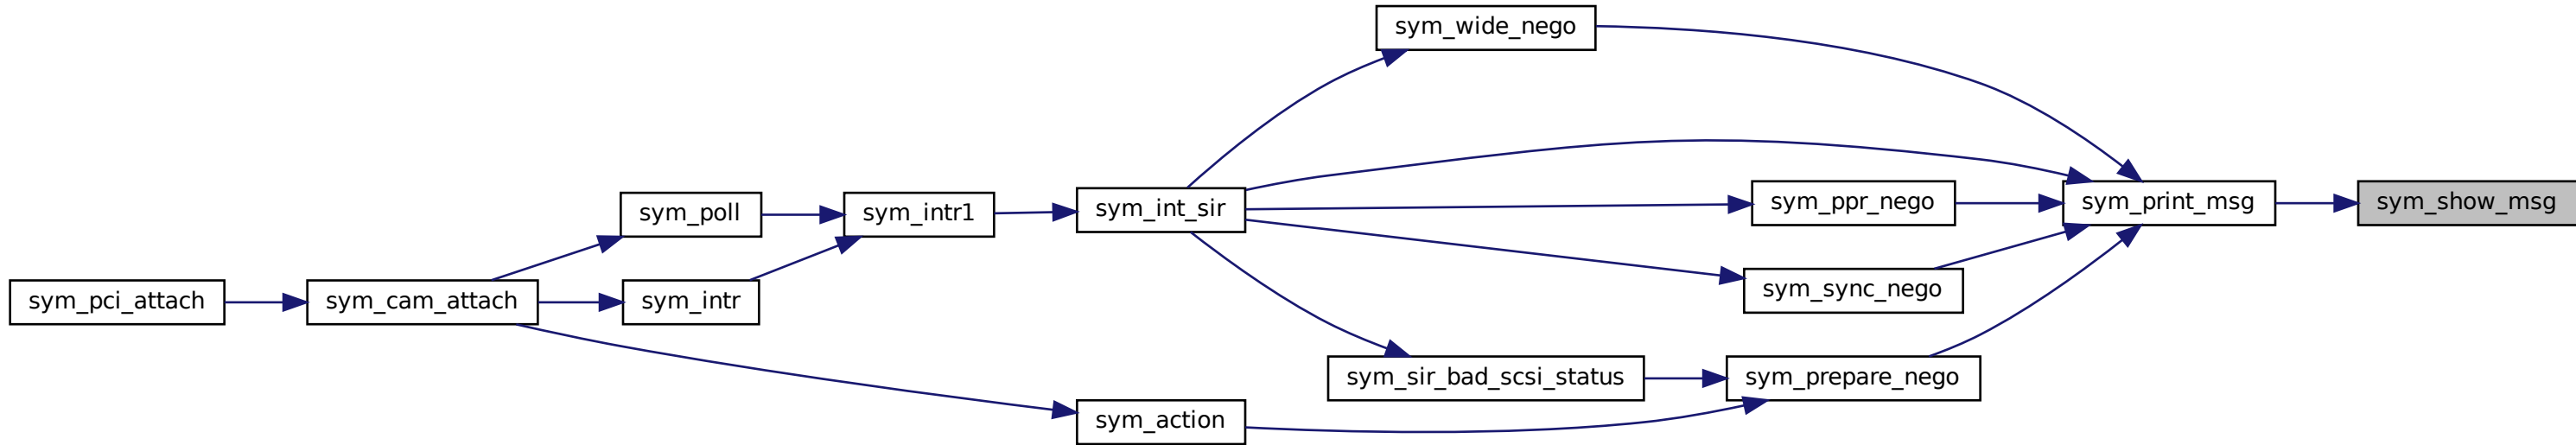 sym_wide_nego
sym_poll
sym_intr1
sym_int_sir
sym_ppr_nego
sym_print_msg
sym_show_msg
sym_pci_attach
sym_cam_attach
sym_intr
sym_sync_nego
sym_sir_bad_scsi_status
sym_prepare_nego
sym_action